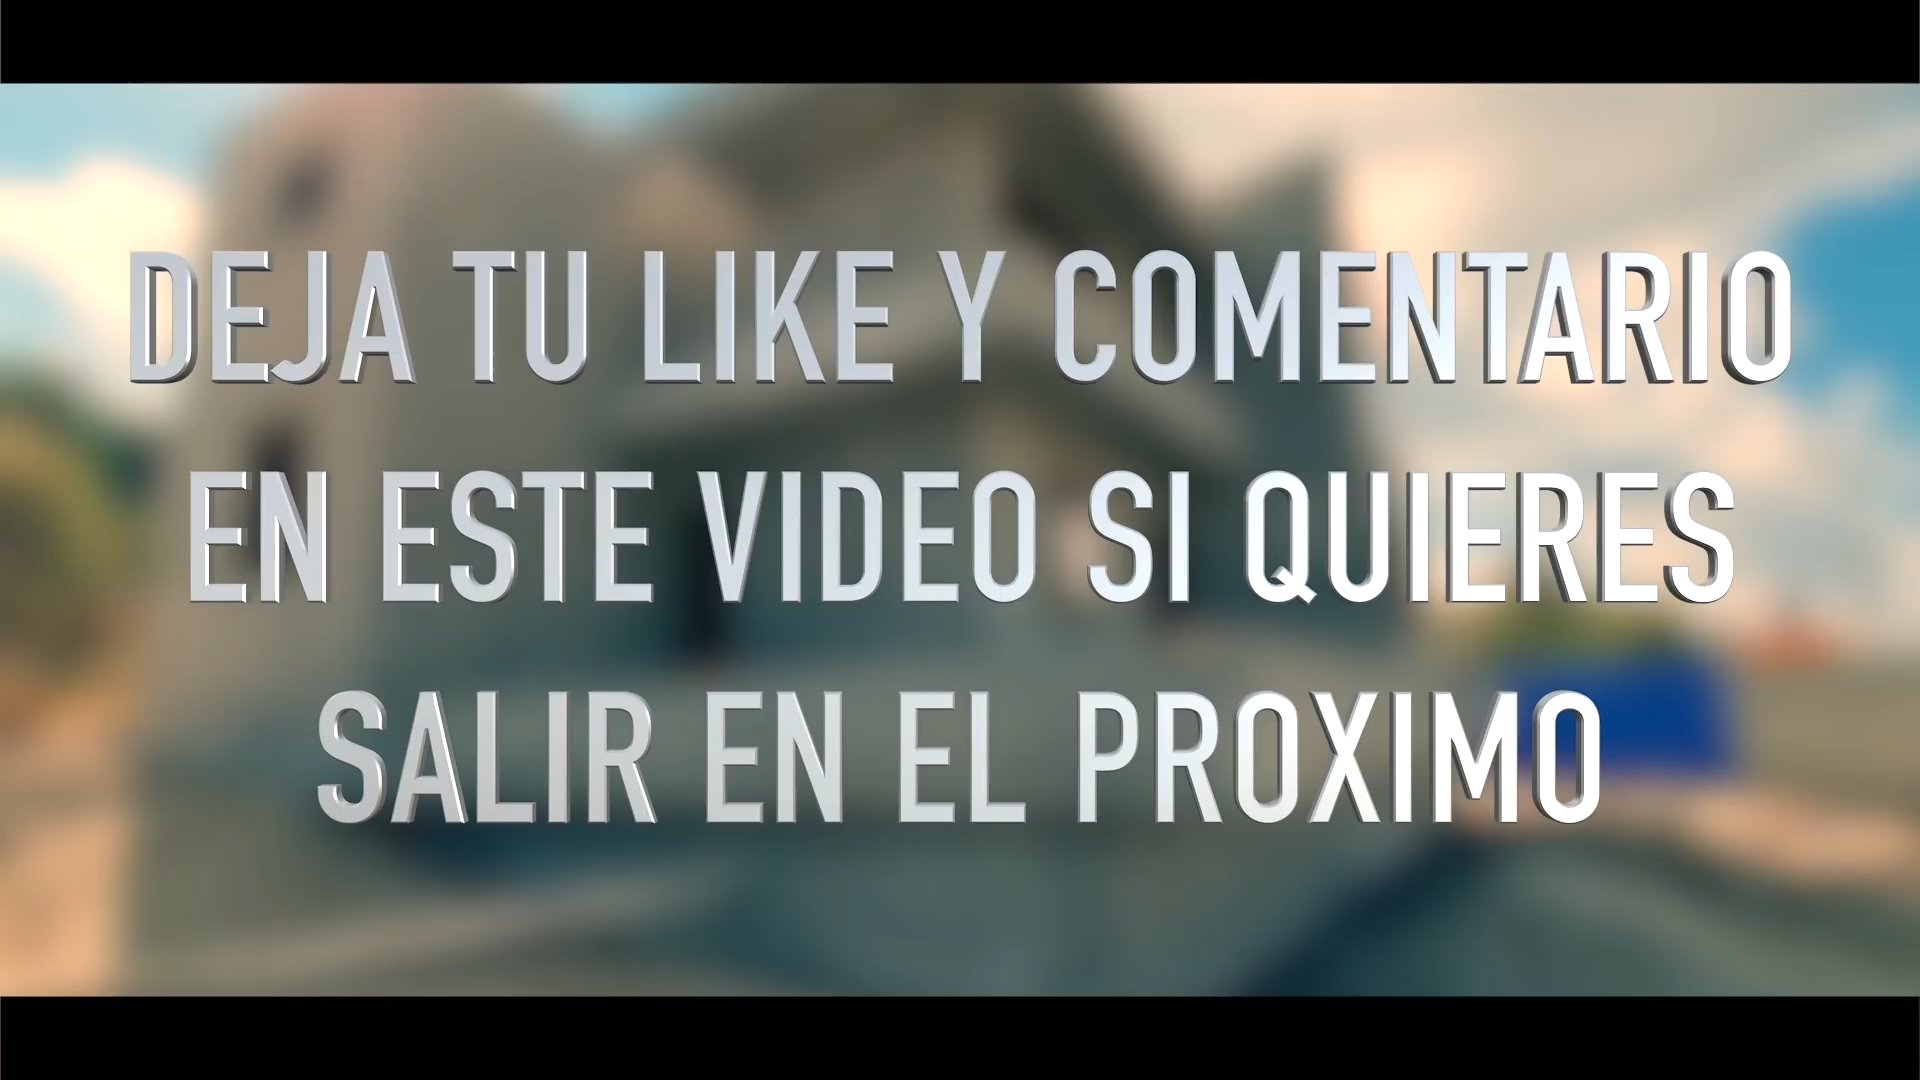 DEJA TU LIKE Y COMENTARIO
EN ESTE VIDEO SI QUIERES
SALIR EN EL PROXIMO